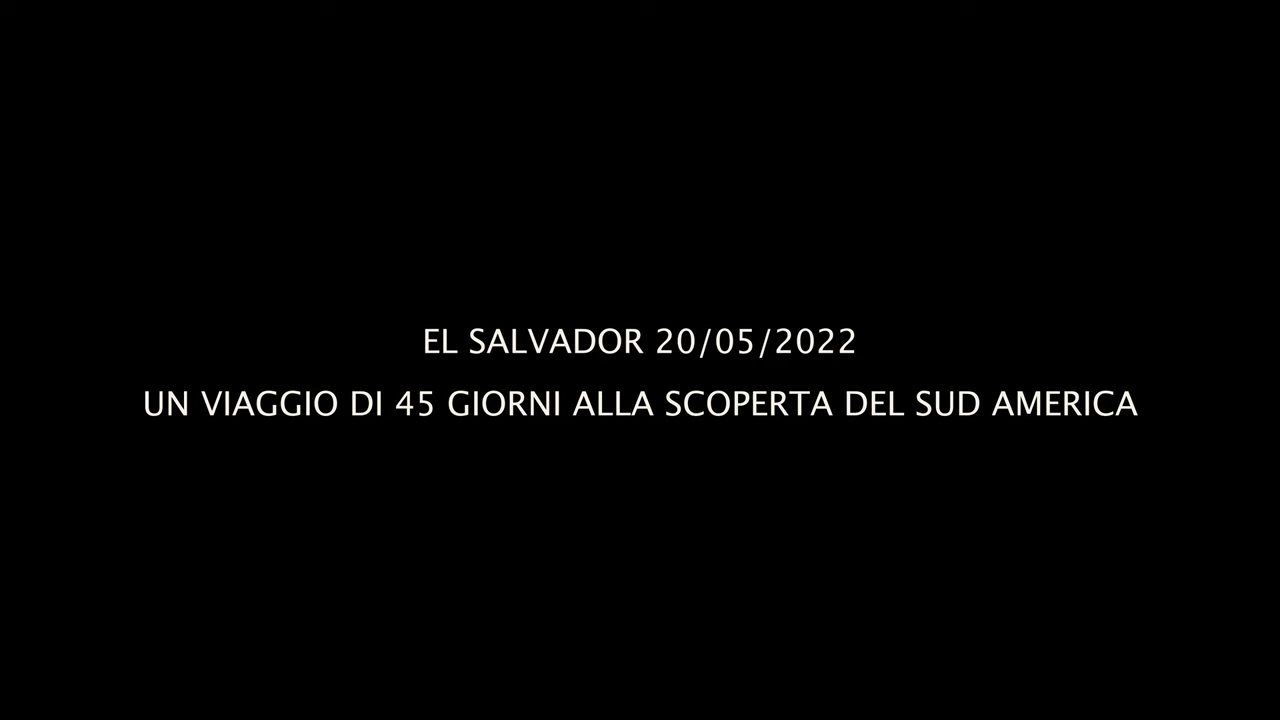 EL SALVADOR 20/05/2022
UN VIAGGIO DI 45 GIORNI ALLA SCOPERTA DEL SUD AMERICA